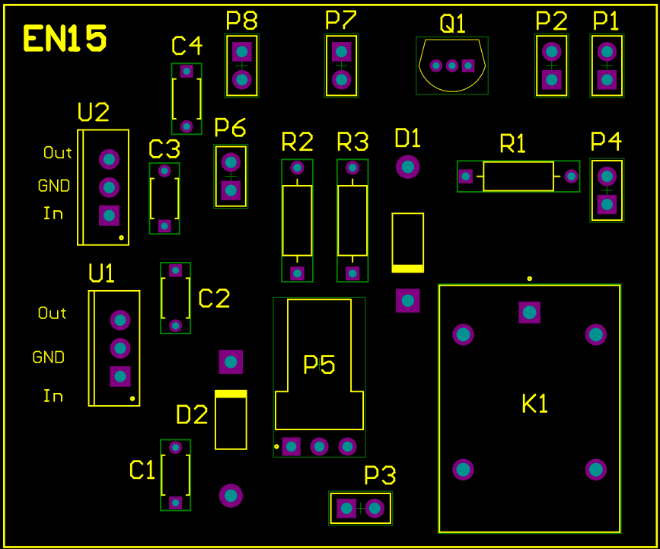 EN15
P8
P7
Q1
P2
P1
C4
U2
P6
R2
R3
D1
R1
P4
Out
C3
GND
In
U1
Out
C2
GND
P5
In
D2
K1
C1
P3